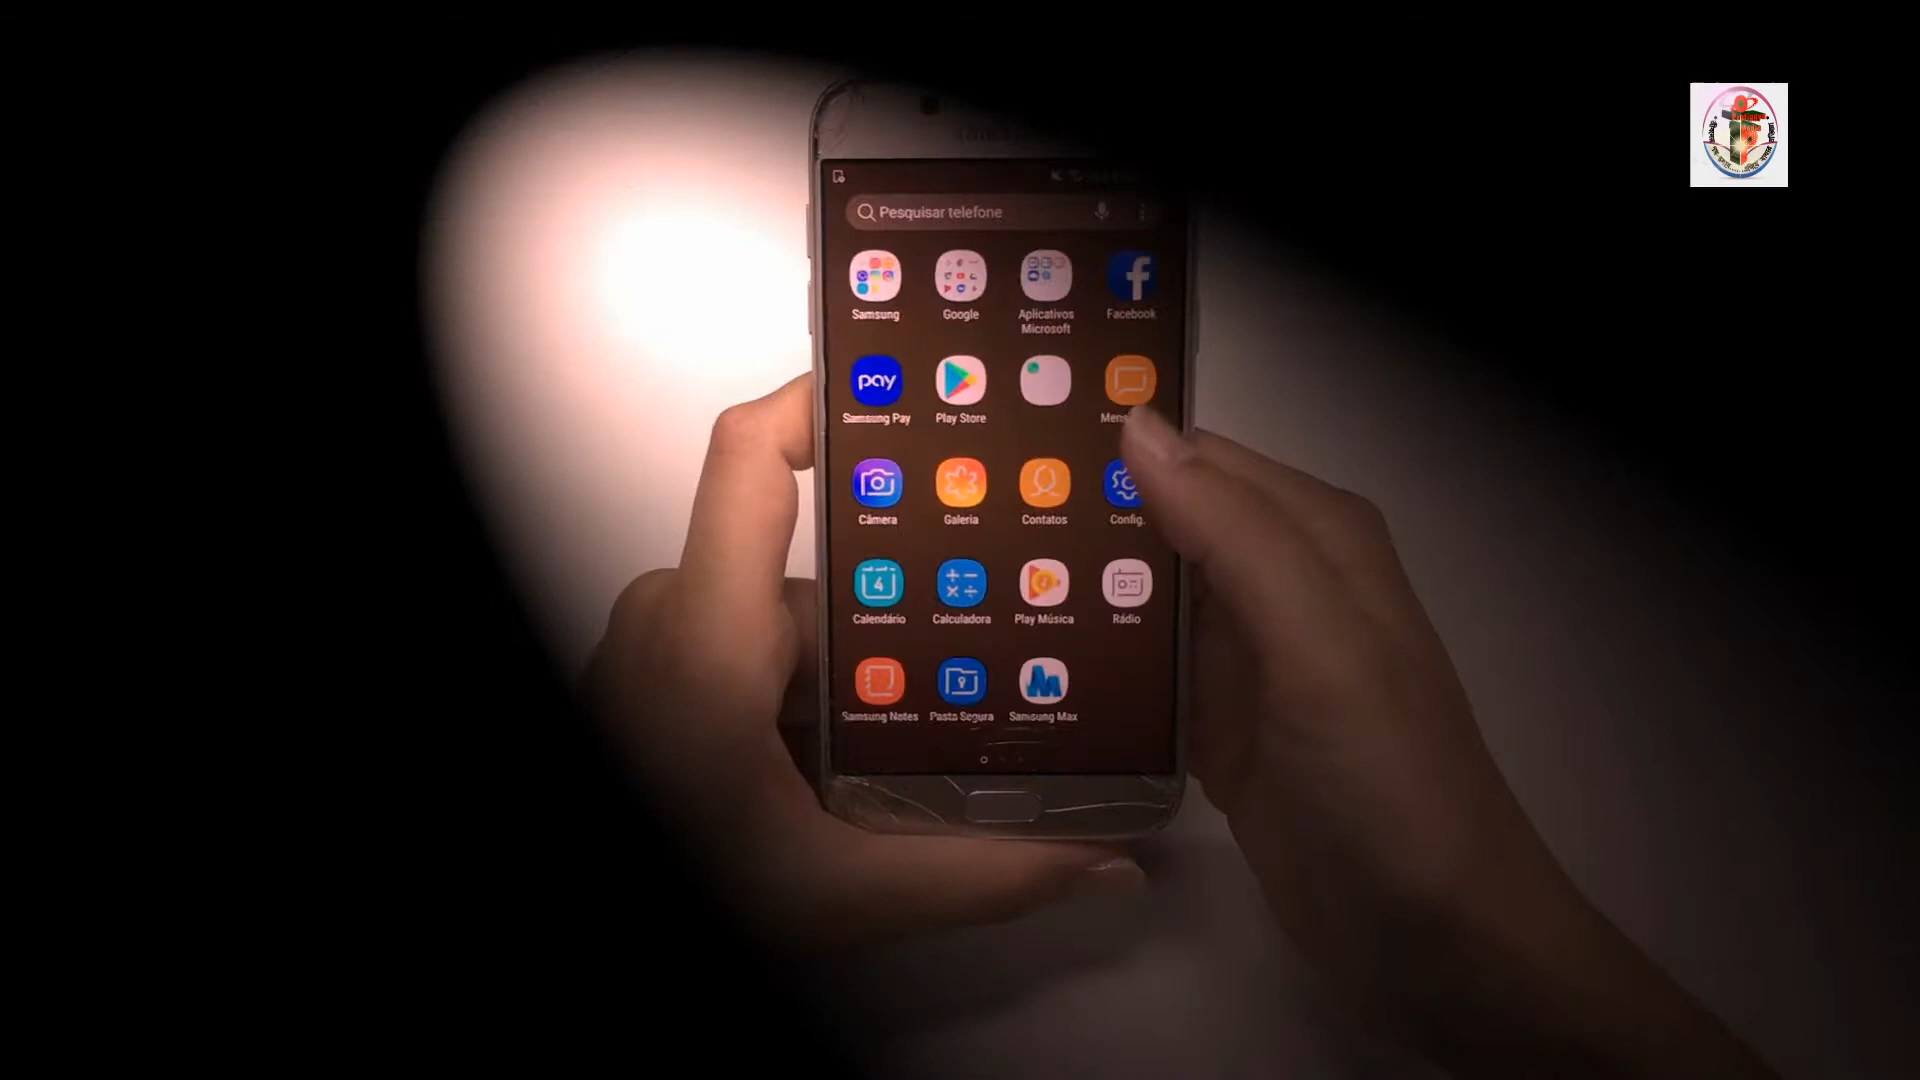 Pesquisar telefone
Samsung
Google
Aplicativos
Microsoft
Facebook
pay
Samsung Pay
Play Store
Câmera
Galeria
Contatos
Config.
4
Calendário
Calculadora
Play Música
Rádio
Samsung Notes
Pasta Segura
Samsung Max